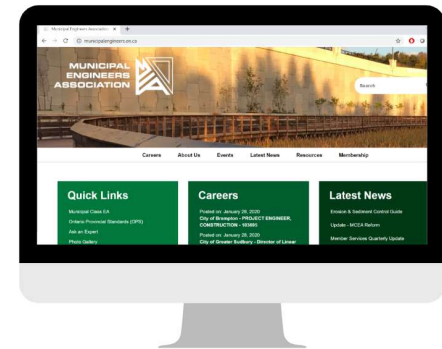 Municipal Engineers Association
municipalengineers.on.ca
MUNICIPAL
ENGINEERS
ASSOCIATION
Search
Careers About Us Events Latest News Resources Membership
Quick Links
Municipal Class EA
Ontario Provincial Standards (OPS)
Ask an Expert
Photo Gallery
Careers
Posted on: January 28, 2020
City of Brampton - PROJECT ENGINEER,
CONSTRUCTION - 103885
Posted on: January 28, 2020
City of Greater Sudbury - Director of Linear
Latest News
Erosion & Sediment Control Guide
Update - MCEA Reform
Member Services Quarterly Update